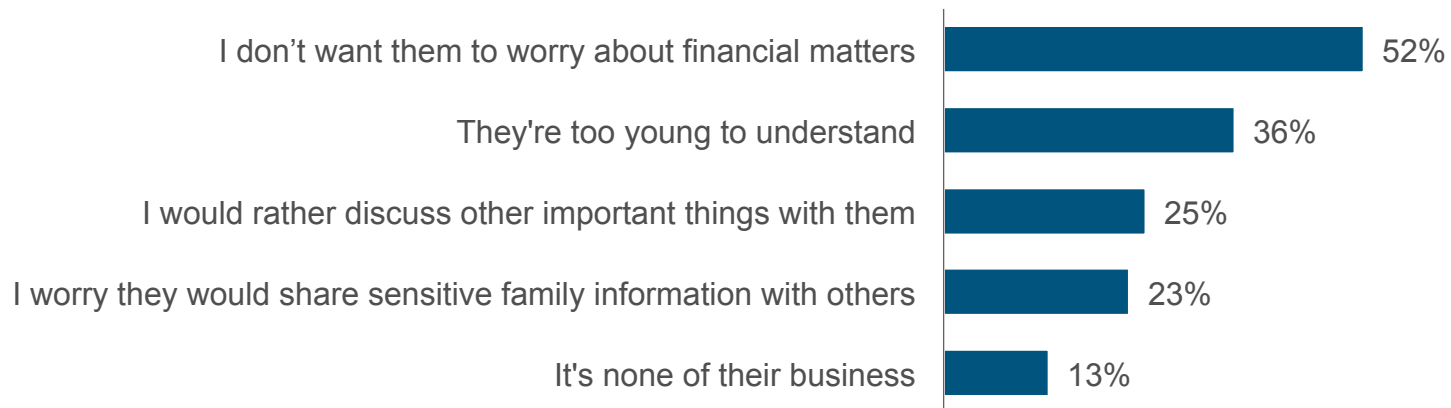 I don’t want them to worry about financial matters 52%
They're too young to understand 36%
I would rather discuss other important things with them 25%
I worry they would share sensitive family information with others 23%
It's none of their business 13%